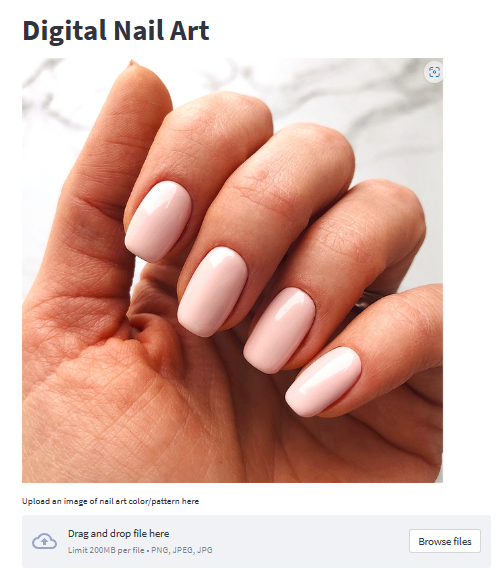 Digital Nail Art
Upload an image of nail art color/pattern here
Drag and drop file here
Limit 200MB per file • PNG, JPEG, JPG
Browse files